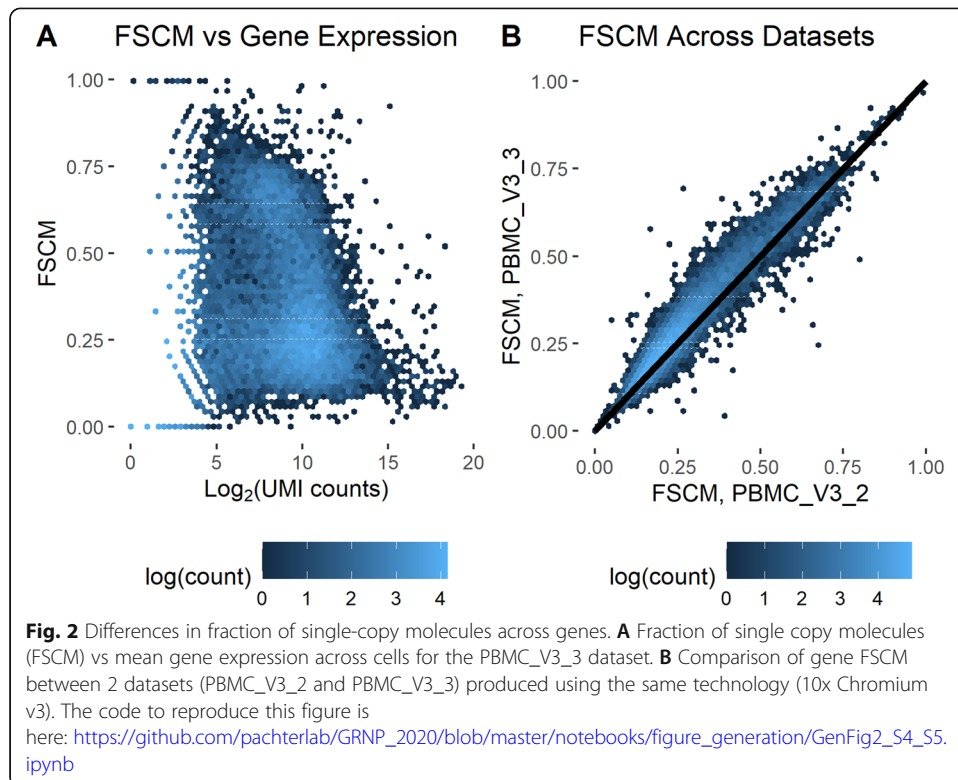 A FSCM vs Gene Expression
B FSCM Across Datasets
1.00
0.75
0.50
0.25
0.00
FSCM
0 5 10 15 20
Log2(UMI counts)
1.00
0.75
0.50
0.25
0.00
FSCM, PBMC_V3_3
0.00 0.25 0.50 0.75 1.00
FSCM, PBMC_V3_2
log(count)
0 1 2 3 4
log(count)
0 1 2 3 4
Fig. 2 Differences in fraction of single-copy molecules across genes. A Fraction of single copy molecules
(FSCM) vs mean gene expression across cells for the PBMC_V3_3 dataset. B Comparison of gene FSCM
between 2 datasets (PBMC_V3_2 and PBMC_V3_3) produced using the same technology (10x Chromium
v3). The code to reproduce this figure is
here: https://github.com/pachterlab/GRNP_2020/blob/master/notebooks/figure_generation/GenFig2_S4_S5.
ipynb